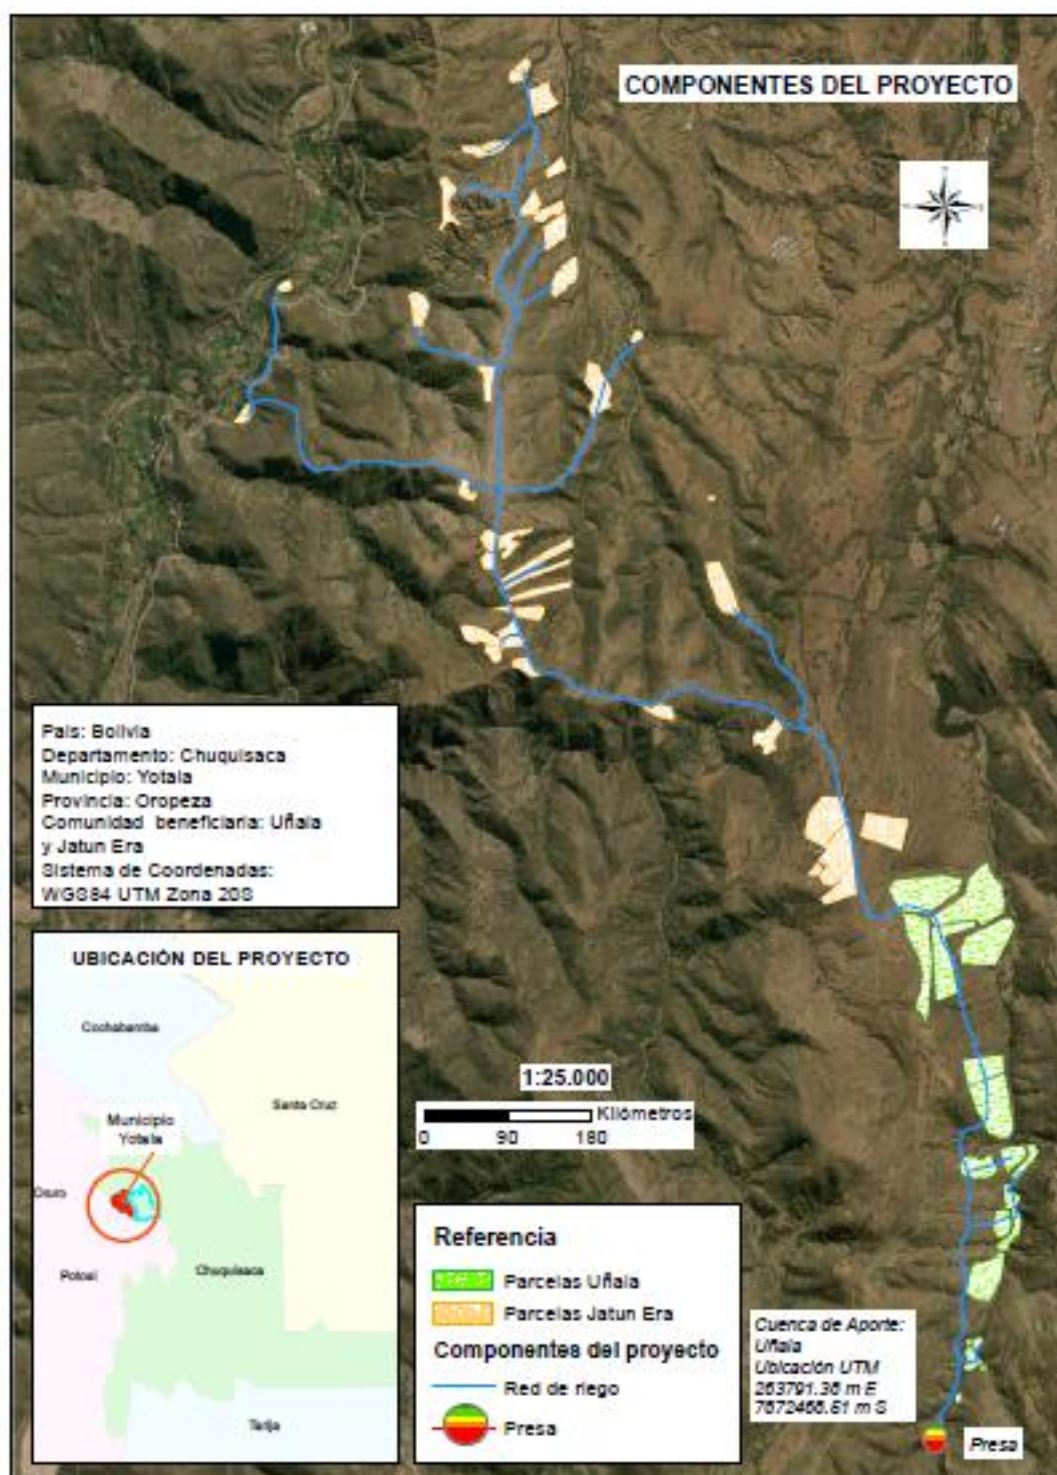 COMPONENTES DEL PROYECTO
País: Bolivia
Departamento: Chuquisaca
Municipio: Yotala
Provincia: Oropeza
Comunidad beneficiaria: Uñala
y Jatun Era
Sistema de Coordenadas:
WGS84 UTM Zona 20S
UBICACIÓN DEL PROYECTO
Cochabamba
Santa Cruz
Municipio
Yotala
Oruro
Potosí
Chuquisaca
Tarija
1:25.000
Kilómetros
0 90 180
Referencia
Parcelas Uñala
Parcelas Jatun Era
Componentes del proyecto
Red de riego
Presa
Cuenca de Aporte:
Uñala
Ubicación UTM
263791.36 m E
7872466.61 m S
Presa